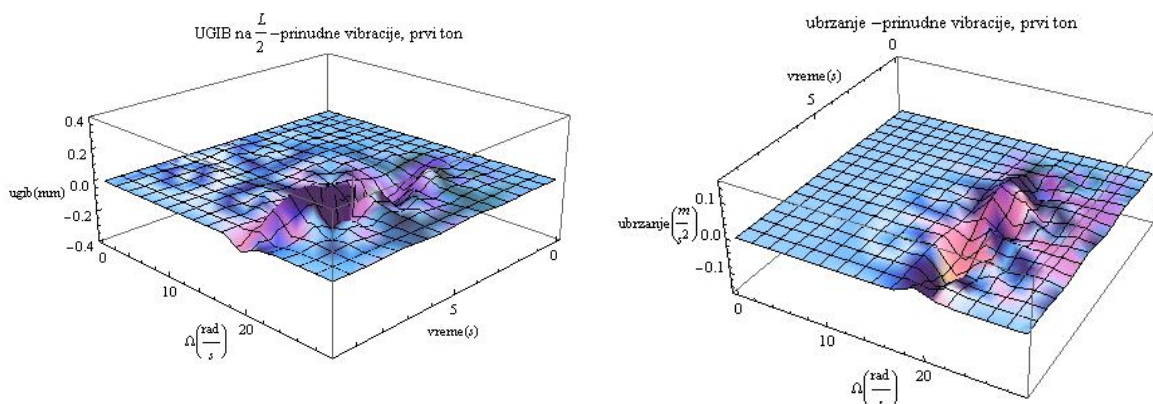 UGIB na L/2 −prinudne vibracije, prvi ton
0.4
0.2
ugib(mm) 0.0
−0.2
−0.4
0
10
20
Ω(rad/s)
0
5
vreme(s)
ubrzanje −prinudne vibracije, prvi ton
0
vreme(s)
5
0.1
ubrzanje(m/s²) 0.0
−0.1
0
10
20
Ω(rad